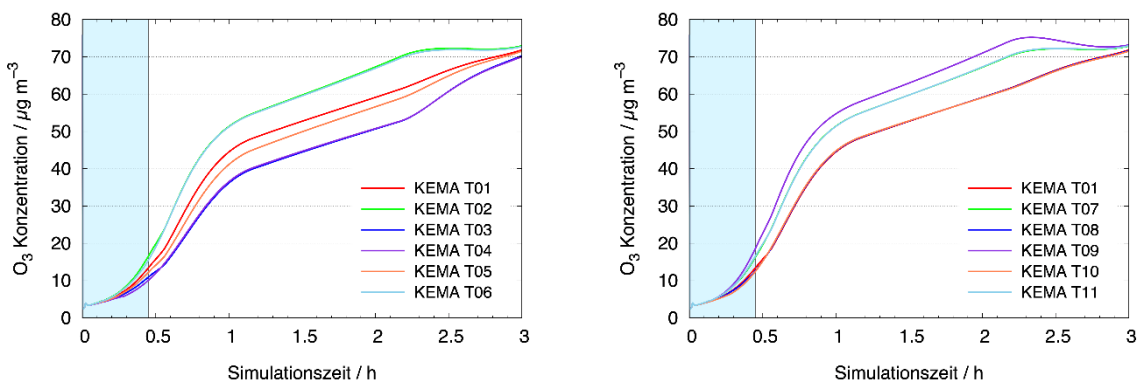 80
70
60
50
40
30
20
10
0
O3 Konzentration / µg m−3
KEMA T01
KEMA T02
KEMA T03
KEMA T04
KEMA T05
KEMA T06
0 0.5 1 1.5 2 2.5 3
Simulationszeit / h
80
70
60
50
40
30
20
10
0
O3 Konzentration / µg m−3
KEMA T01
KEMA T07
KEMA T08
KEMA T09
KEMA T10
KEMA T11
0 0.5 1 1.5 2 2.5 3
Simulationszeit / h